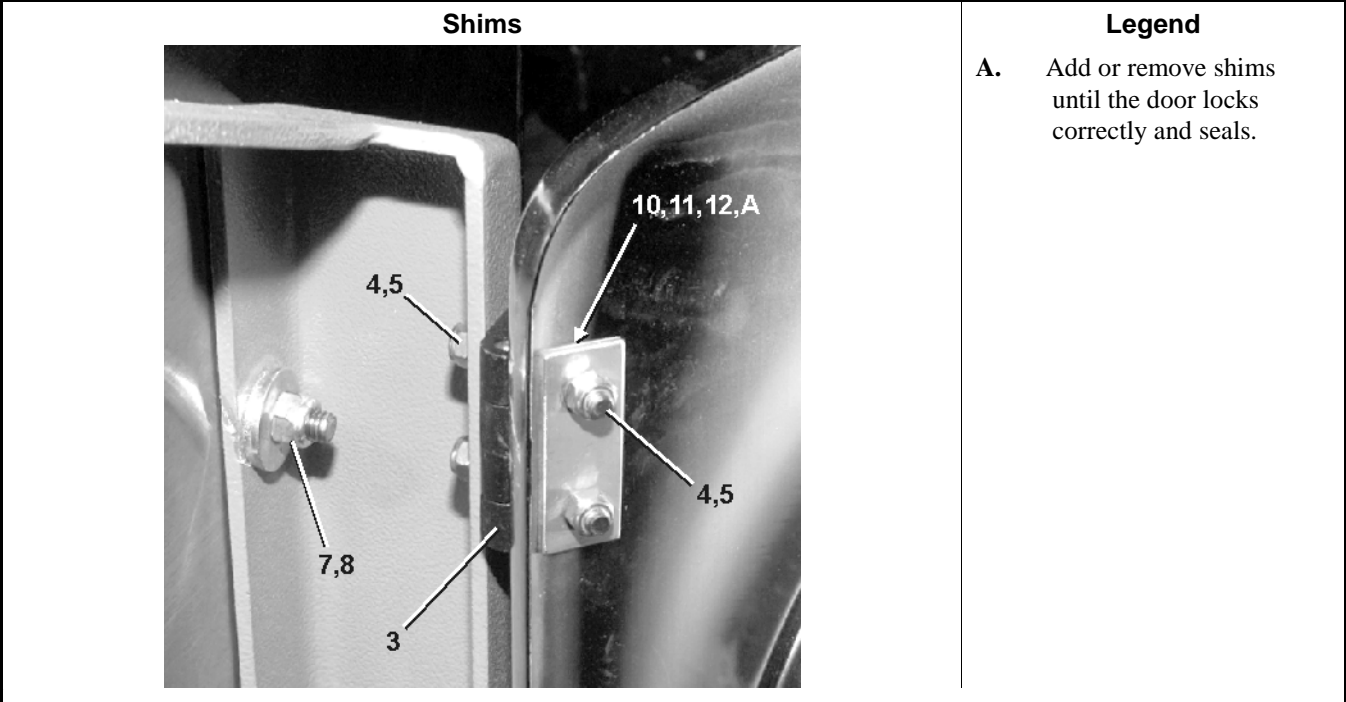 Shims
Legend
A. Add or remove shims
until the door locks
correctly and seals.
10,11,12,A
4,5
4,5
7,8
3